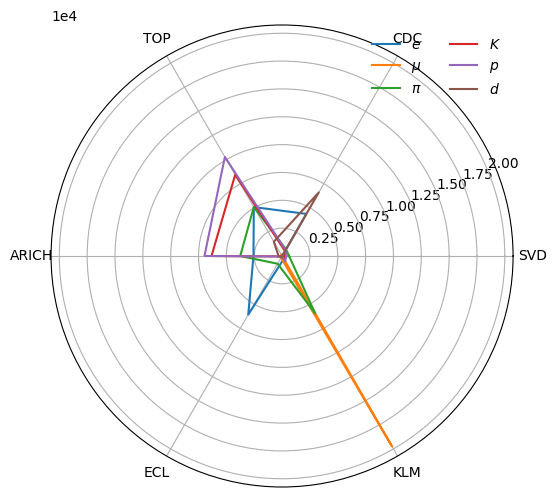 1e4
TOP
CDC
e K
μ p
π d
2.00
1.75
1.50
1.25
1.00
0.75
0.50
0.25
ARICH
SVD
ECL
KLM